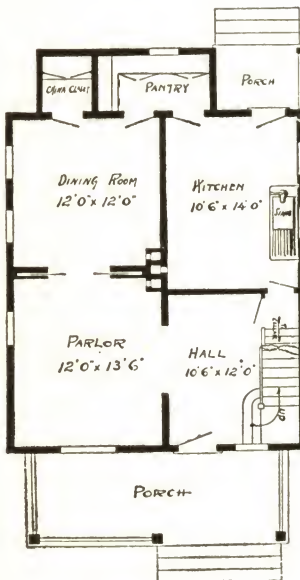 CHINA CLOSET
PANTRY
PORCH
DINING ROOM
12'0" x 12'0"
KITCHEN
10'6" x 14'0"
SINK
PARLOR
12'0" x 13'6"
HALL
10'6" x 12'0"
UP
PORCH